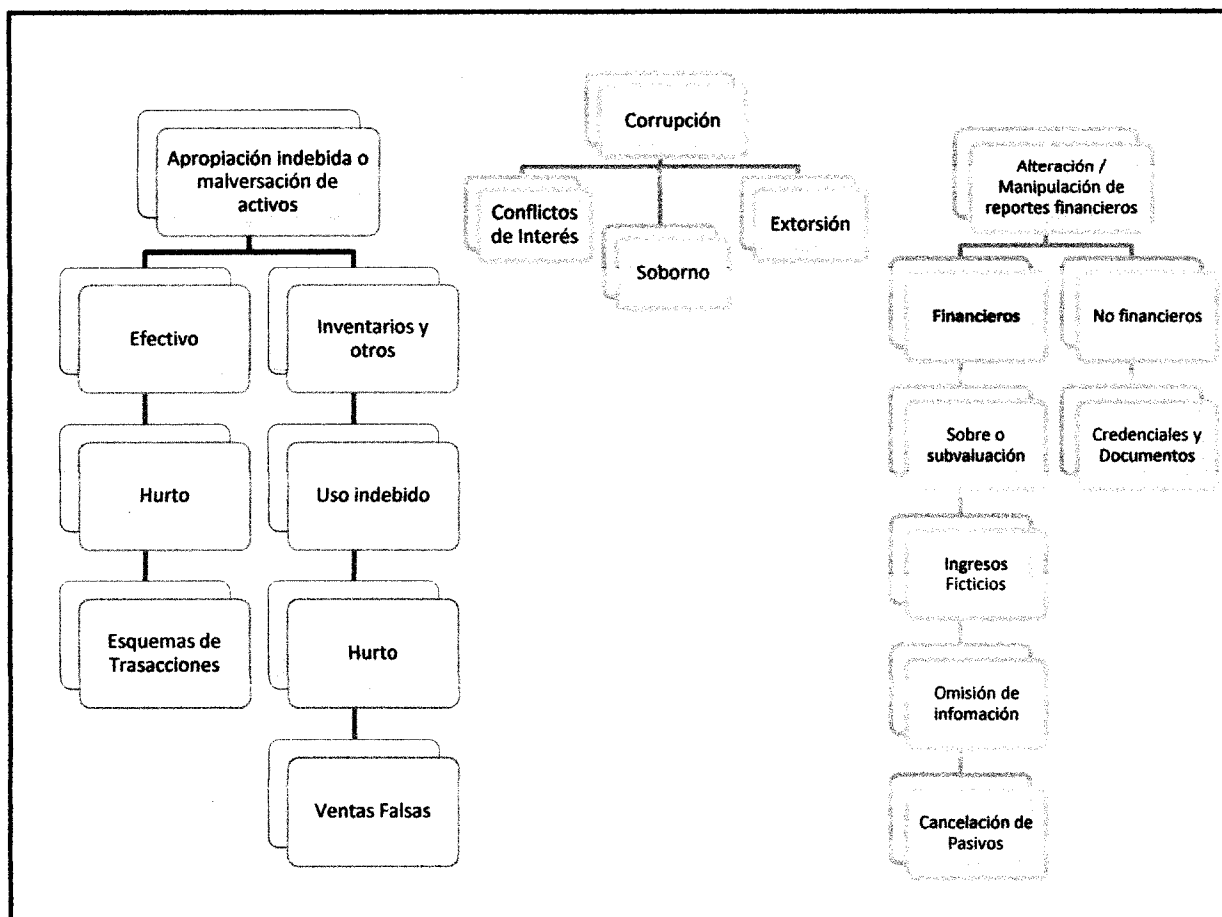 Apropiación indebida o
malversación de
activos
Efectivo
Hurto
Esquemas de
Trasacciones
Inventarios y
otros
Uso indebido
Hurto
Ventas Falsas
Corrupción
Conflictos
de Interés
Soborno
Extorsión
Alteración /
Manipulación de
reportes financieros
Financieros
Sobre o
subvaluación
Ingresos
Ficticios
Omisión de
infomación
Cancelación de
Pasivos
No financieros
Credenciales y
Documentos